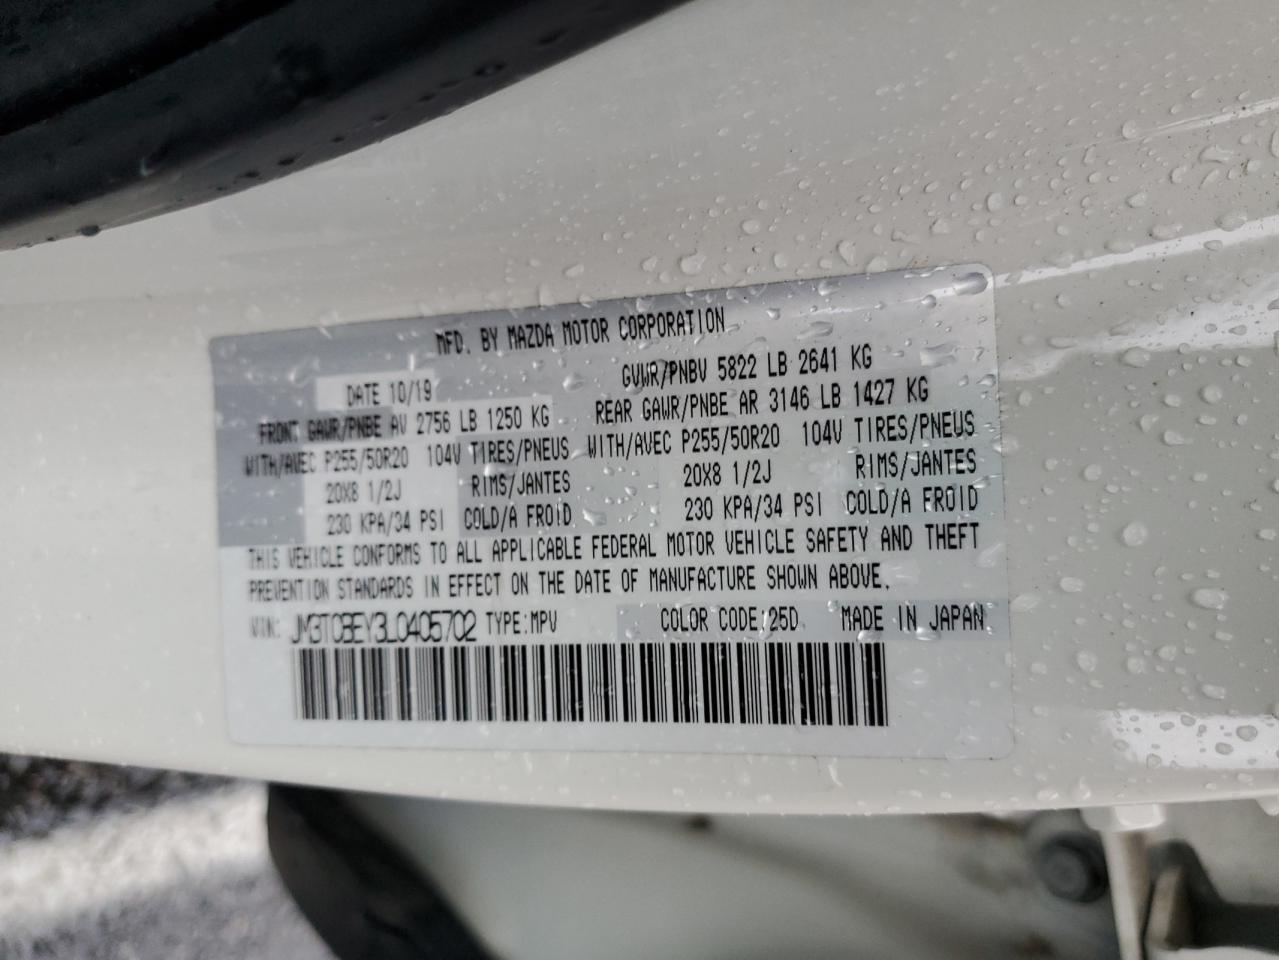 MFD. BY MAZDA MOTOR CORPORATION
DATE 10/19 GVWR/PNBV 5822 LB 2641 KG
FRONT GAWR/PNBE AV 2756 LB 1250 KG REAR GAWR/PNBE AR 3146 LB 1427 KG
WITH/AVEC P255/50R20 104V TIRES/PNEUS WITH/AVEC P255/50R20 104V TIRES/PNEUS
20X8 1/2J RIMS/JANTES 20X8 1/2J RIMS/JANTES
230 KPA/34 PSI COLD/A FROID 230 KPA/34 PSI COLD/A FROID
THIS VEHICLE CONFORMS TO ALL APPLICABLE FEDERAL MOTOR VEHICLE SAFETY AND THEFT
PREVENTION STANDARDS IN EFFECT ON THE DATE OF MANUFACTURE SHOWN ABOVE.
VIN: JM3TCBEY3L0405702 TYPE:MPV COLOR CODE:25D MADE IN JAPAN